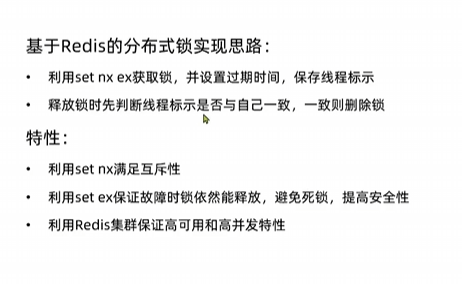 基于Redis的分布式锁实现思路：
• 利用set nx ex获取锁，并设置过期时间，保存线程标示
• 释放锁时先判断线程标示是否与自己一致，一致则删除锁
特性：
• 利用set nx满足互斥性
• 利用set ex保证故障时锁依然能释放，避免死锁，提高安全性
• 利用Redis集群保证高可用和高并发特性